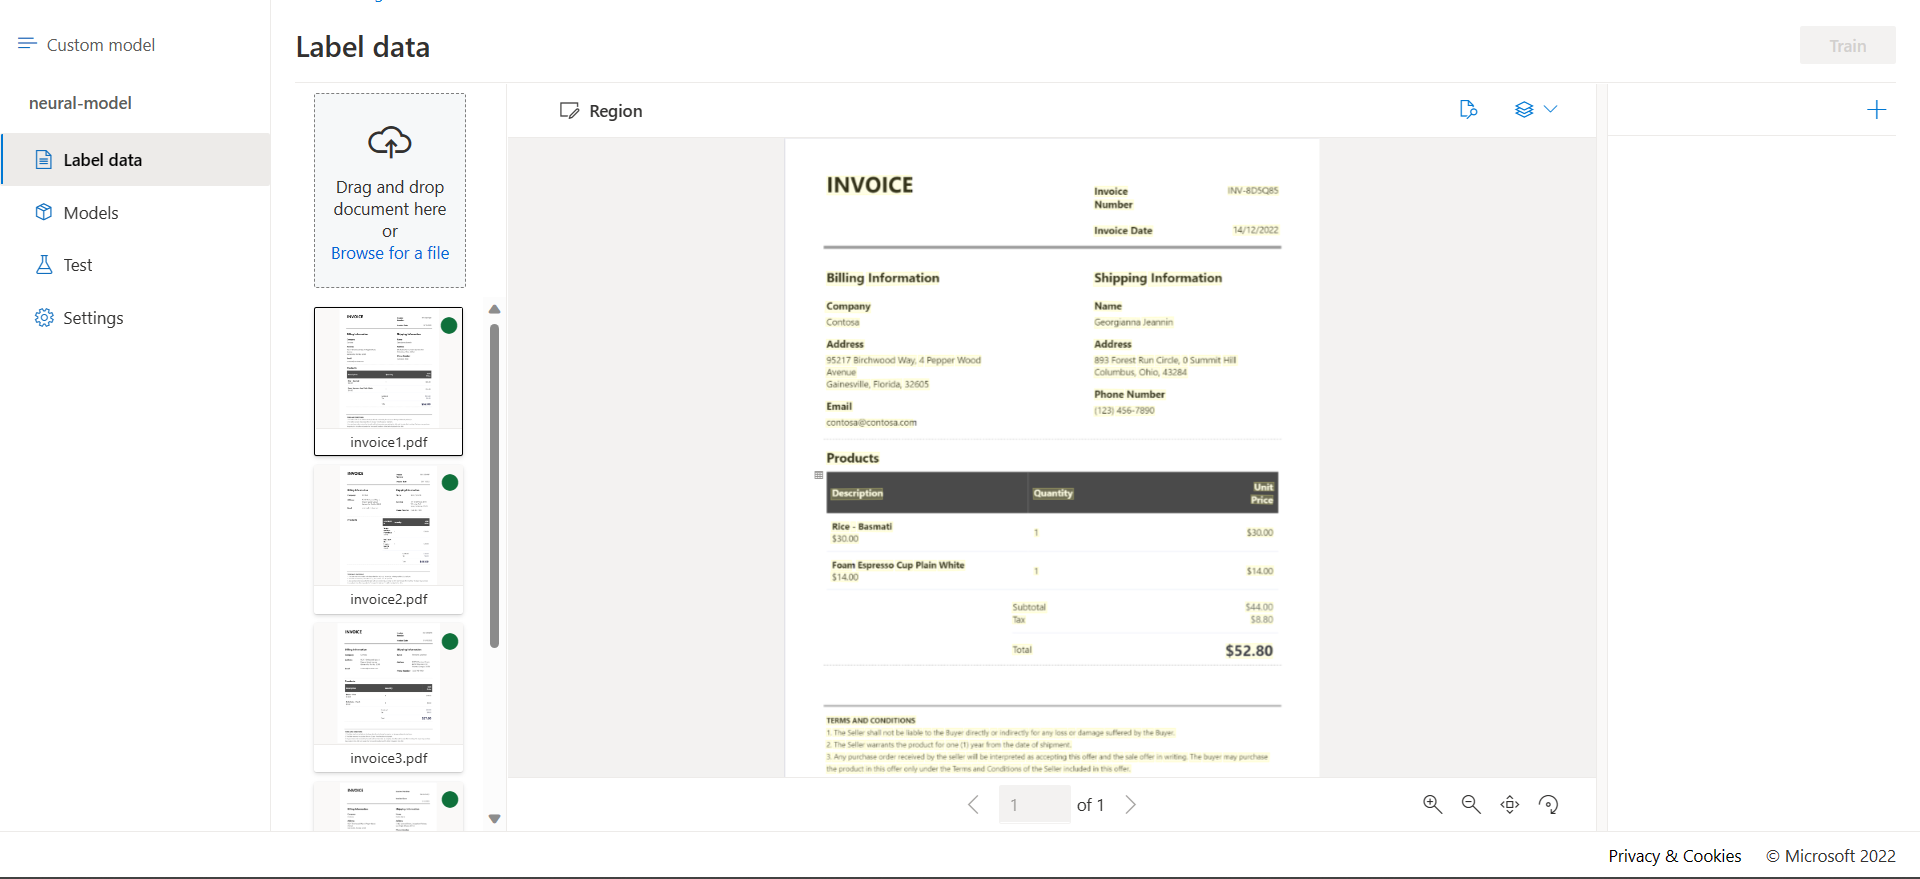 Custom model
neural-model
Label data
Models
Test
Settings
Label data
Train
Drag and drop
document here
or
Browse for a file
invoice1.pdf
invoice2.pdf
invoice3.pdf
Region
INVOICE
Invoice
Number
INV-8D5Q85
Invoice Date
14/12/2022
Billing Information
Company
Contosa
Address
95217 Birchwood Way, 4 Pepper Wood
Avenue
Gainesville, Florida, 32605
Email
contosa@contosa.com
Shipping Information
Name
Georgianna Jeannin
Address
893 Forest Run Circle, 0 Summit Hill
Columbus, Ohio, 43284
Phone Number
(123) 456-7890
Products
Description
Quantity
Unit
Price
Rice - Basmati
$30.00
1
$30.00
Foam Espresso Cup Plain White
$14.00
1
$14.00
Subtotal
$44.00
Tax
$8.80
Total
$52.80
TERMS AND CONDITIONS
1. The Seller shall not be liable to the Buyer directly or indirectly for any loss or damage suffered by the Buyer.
2. The Seller warrants the product for one (1) year from the date of shipment.
3. Any purchase order received by the seller will be interpreted as accepting this offer and the sale offer in writing. The buyer may purchase
the product in this offer only under the Terms and Conditions of the Seller included in this offer.
1
of 1
Privacy & Cookies
© Microsoft 2022